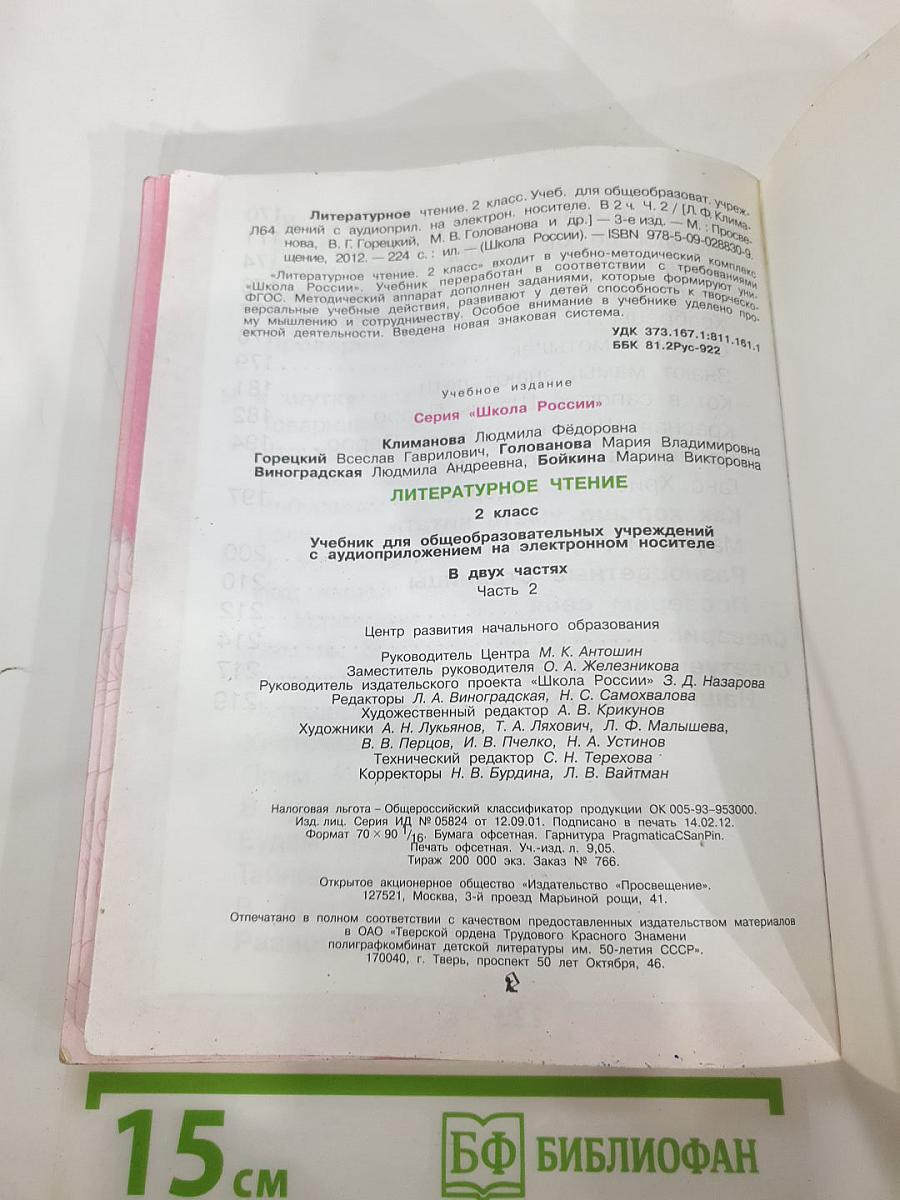 Литературное чтение. 2 класс. Учеб. для общеобразоват. учреж-
Л64 дений с аудиоприл. на электрон. носителе. В 2 ч. Ч. 2 / [Л. Ф. Клима-
нова, В. Г. Горецкий, М. В. Голованова и др.] — 3-е изд. — М. : Просве-
щение, 2012. — 224 с. : ил. — (Школа России). — ISBN 978-5-09-028830-9.
«Литературное чтение. 2 класс» входит в учебно-методический комплекс
«Школа России». Учебник переработан в соответствии с требованиями
ФГОС. Методический аппарат дополнен заданиями, которые формируют уни-
версальные учебные действия, развивают у детей способность к творческо-
му мышлению и сотрудничеству. Особое внимание в учебнике уделено про-
ектной деятельности. Введена новая знаковая система.
УДК 373.167.1:811.161.1
ББК 81.2Рус-922
Учебное издание
Серия «Школа России»
Климанова Людмила Фёдоровна
Горецкий Всеслав Гаврилович, Голованова Мария Владимировна
Виноградская Людмила Андреевна, Бойкина Марина Викторовна
ЛИТЕРАТУРНОЕ ЧТЕНИЕ
2 класс
Учебник для общеобразовательных учреждений
с аудиоприложением на электронном носителе
В двух частях
Часть 2
Центр развития начального образования
Руководитель Центра М. К. Антошин
Заместитель руководителя О. А. Железникова
Руководитель издательского проекта «Школа России» З. Д. Назарова
Редакторы Л. А. Виноградская, Н. С. Самохвалова
Художественный редактор А. В. Крикунов
Художники А. Н. Лукьянов, Т. А. Ляхович, Л. Ф. Малышева,
В. В. Перцов, И. В. Пчелко, Н. А. Устинов
Технический редактор С. Н. Терехова
Корректоры Н. В. Бурдина, Л. В. Вайтман
Налоговая льгота – Общероссийский классификатор продукции ОК 005-93–953000.
Изд. лиц. Серия ИД № 05824 от 12.09.01. Подписано в печать 14.02.12.
Формат 70 × 90 1/16. Бумага офсетная. Гарнитура PragmaticaCSanPin.
Печать офсетная. Уч.-изд. л. 9,05.
Тираж 200 000 экз. Заказ № 766.
Открытое акционерное общество «Издательство «Просвещение».
127521, Москва, 3-й проезд Марьиной рощи, 41.
Отпечатано в полном соответствии с качеством предоставленных издательством материалов
в ОАО «Тверской ордена Трудового Красного Знамени
полиграфкомбинат детской литературы им. 50-летия СССР».
170040, г. Тверь, проспект 50 лет Октября, 46.
15 см
БФ БИБЛИОФАН